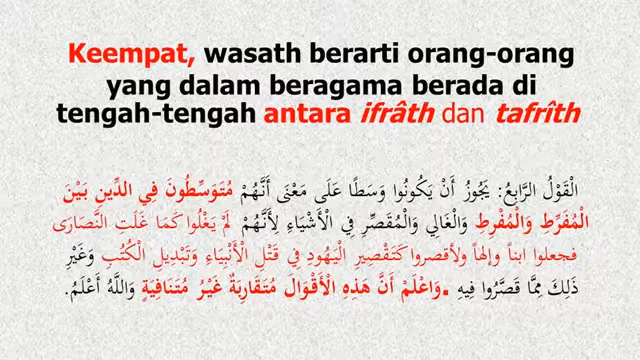 Keempat, wasath berarti orang-orang
yang dalam beragama berada di
tengah-tengah antara ifrâth dan tafrîth
الْقَوْلُ الرَّابِعُ: يَجُوزُ أَنْ يَكُونُوا وَسَطًا عَلَى مَعْنَى أَنَّهُمْ مُتَوَسِّطُونَ فِي الدِّينِ بَيْنَ
الْمُفَرِّطِ وَالْمُفْرِطِ وَالْغَالِي وَالْمُقَصِّرِ فِي الْأَشْيَاءِ لِأَنَّهُمْ لَمْ يَغْلُوا كَمَا غَلَتِ النَّصَارَى
فجعلوا ابناً وإلهاً ولأقصروا كَتَقْصِيرِ الْيَهُودِ فِي قَتْلِ الْأَنْبِيَاءِ وَتَبْدِيلِ الْكُتُبِ وَغَيْرِ
ذَلِكَ مِمَّا قَصَّرُوا فِيهِ .وَاعْلَمْ أَنَّ هَذِهِ الْأَقْوَالَ مُتَقَارِبَةٌ غَيْرُ مُتَنَافِيَةٍ وَاللَّهُ أَعْلَمُ.